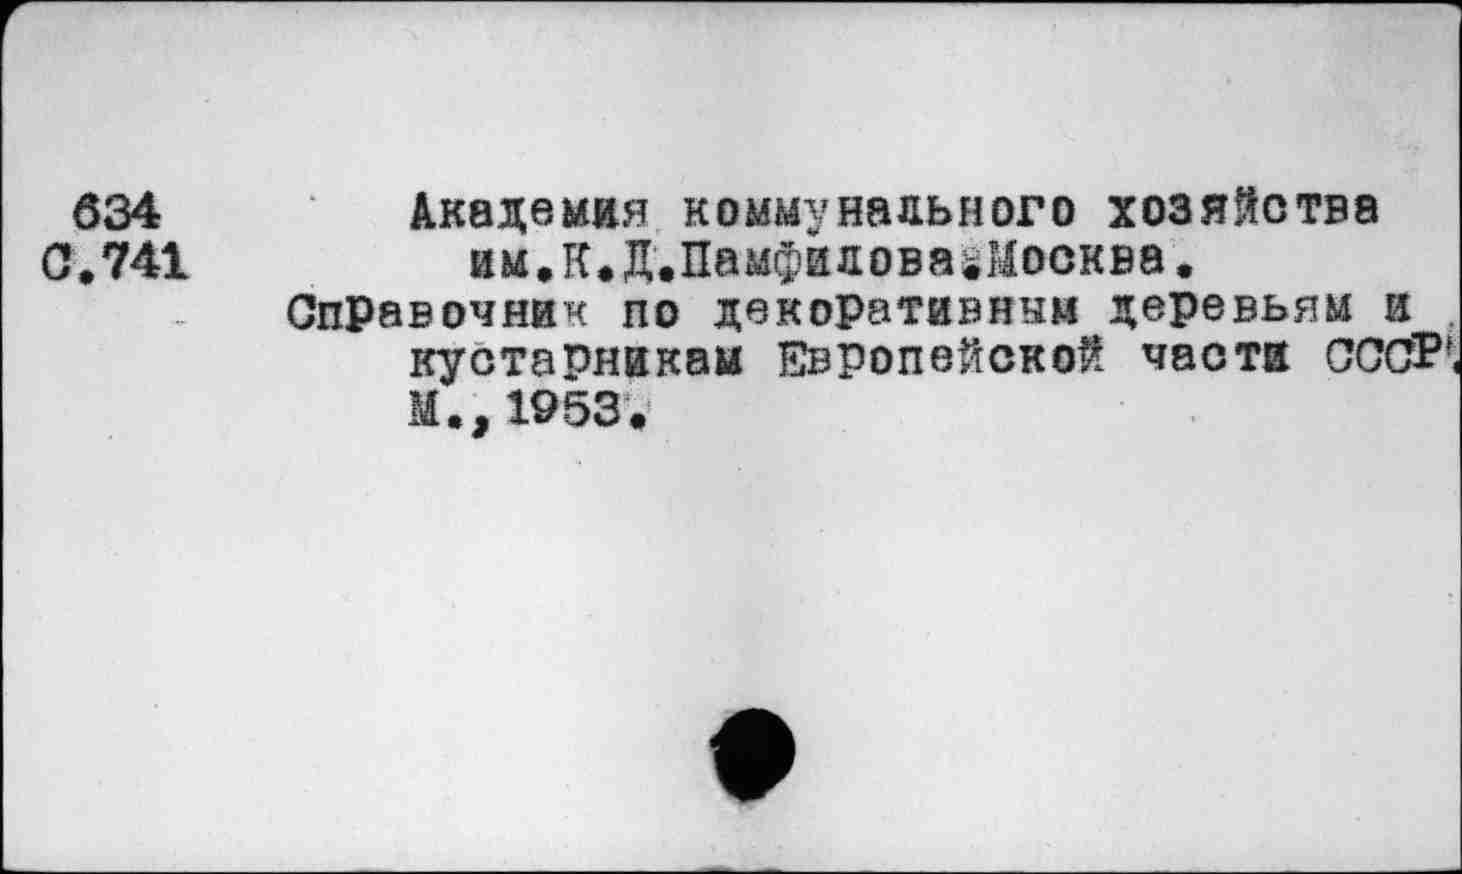 634 Академия коммунального хозяйства
С.741 им.К.Д.Памфилова.Москва.
Справочник по декоративным деревьям и
кустарникам Европейской части СССР.
М.,1953.